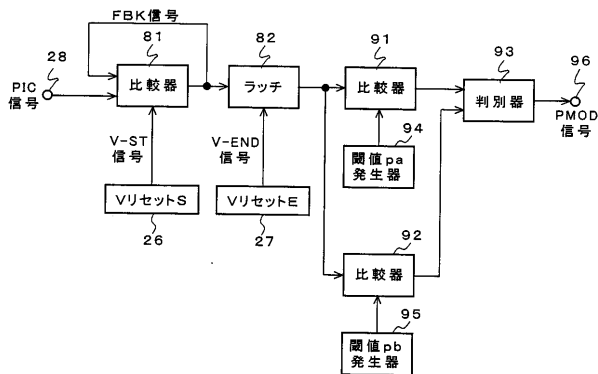 FBK信号
81
82
91
93
96
28
PIC
信号
比較器
ラッチ
比較器
判別器
PMOD
信号
V-ST
信号
V-END
信号
94
閾値pa
発生器
VリセットS
VリセットE
26
27
92
比較器
95
閾値pb
発生器